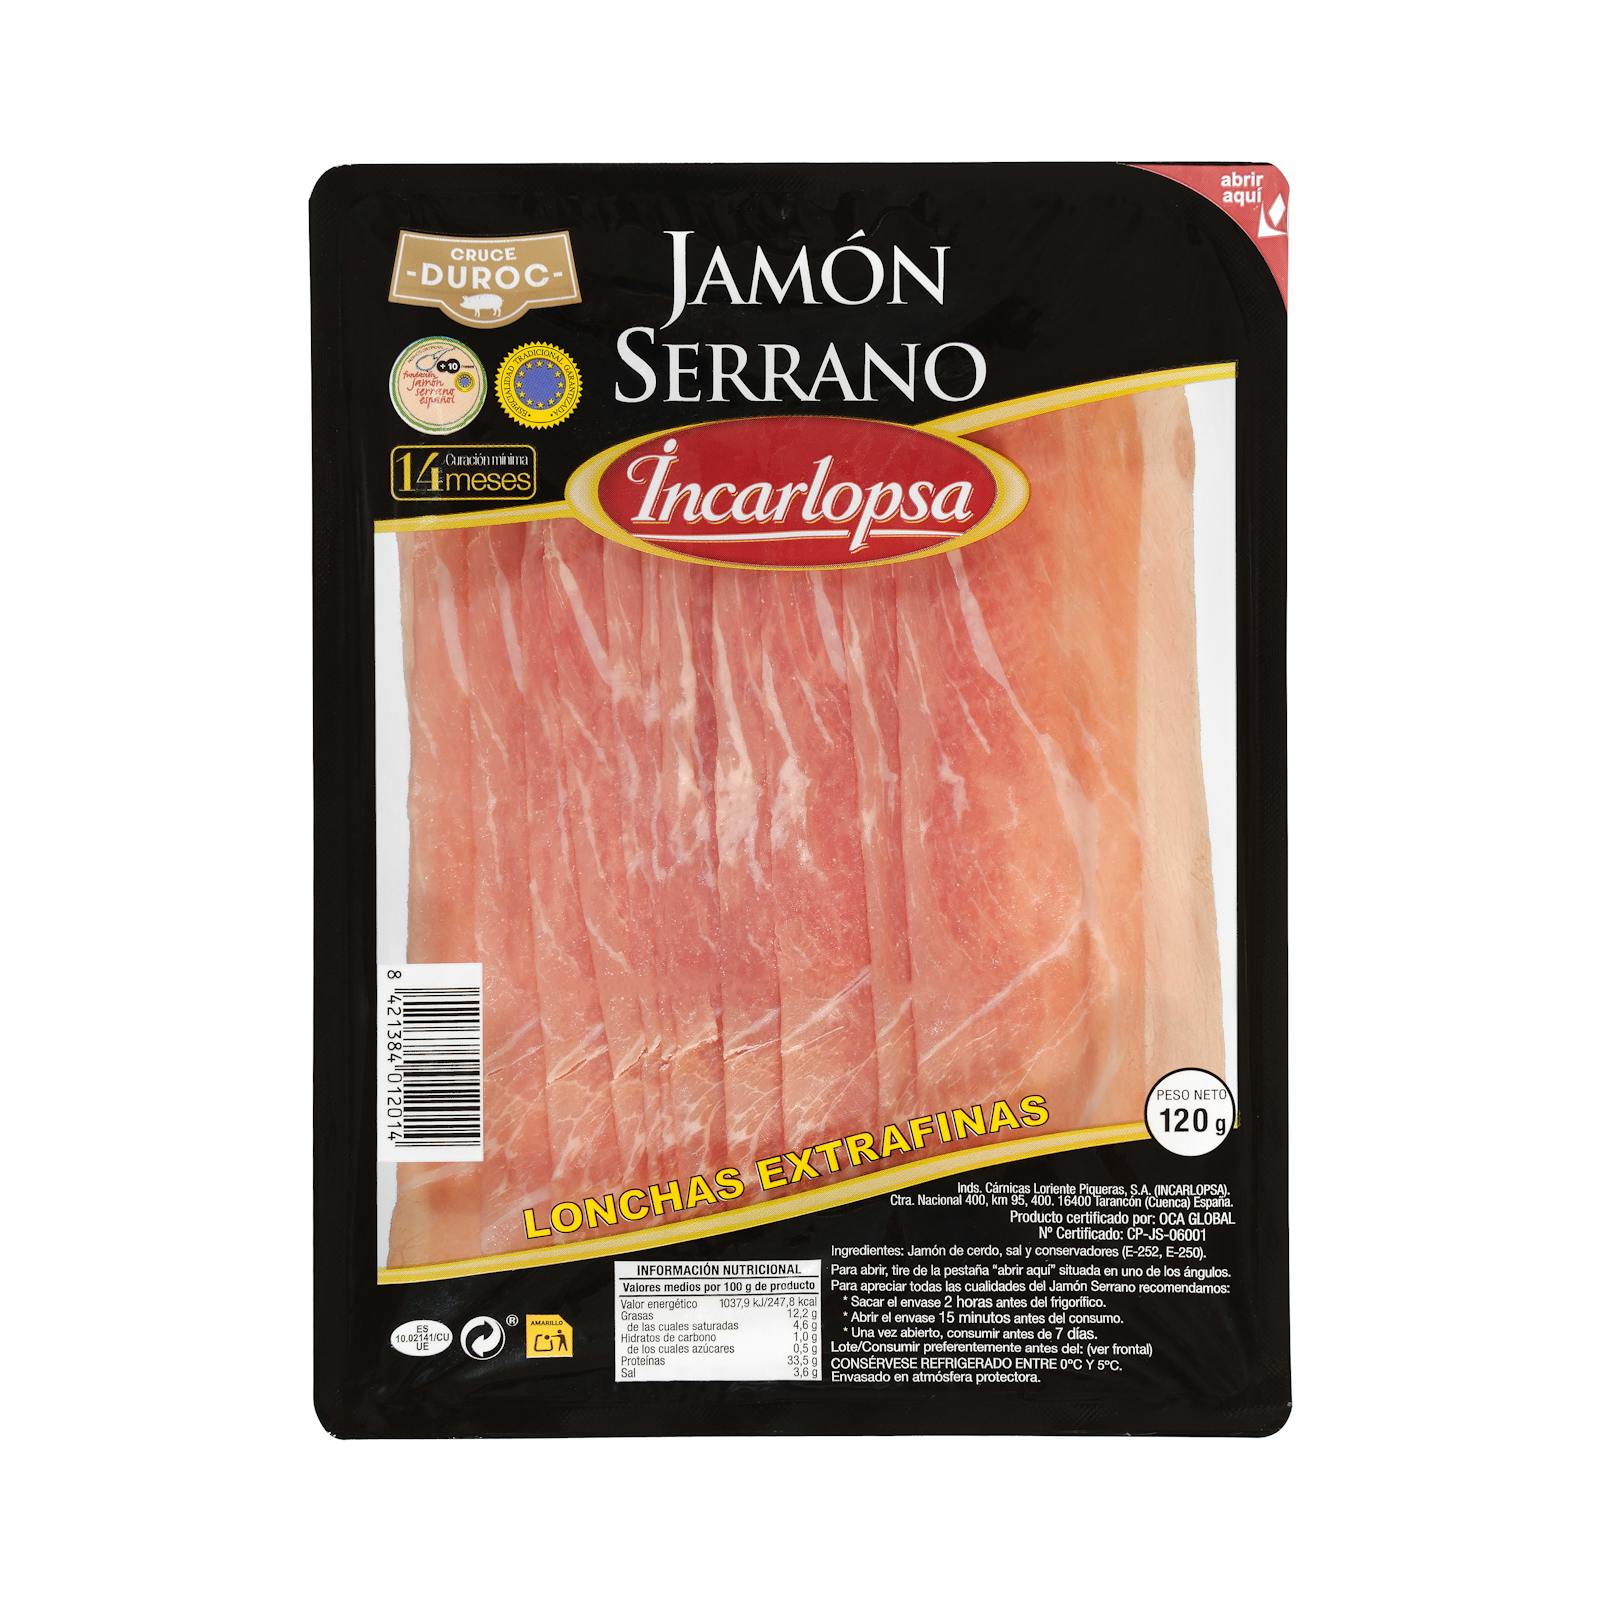 abrir
aquí
CRUCE
-DUROC-
JAMÓN
SERRANO
+10
fundación
jamón
serrano
español
ESPECIALIDAD TRADICIONAL GARANTIZADA
14 Curación mínima
meses
Incarlopsa
8 421384 012014
LONCHAS EXTRAFINAS
PESO NETO
120 g
Inds. Cárnicas Loriente Piqueras, S.A. (INCARLOPSA).
Ctra. Nacional 400, km 95, 400. 16400 Tarancón (Cuenca) España.
Producto certificado por: OCA GLOBAL
Nº Certificado: CP-JS-06001
Ingredientes: Jamón de cerdo, sal y conservadores (E-252, E-250).
Para abrir, tire de la pestaña "abrir aquí" situada en uno de los ángulos.
Para apreciar todas las cualidades del Jamón Serrano recomendamos:
* Sacar el envase 2 horas antes del frigorífico.
* Abrir el envase 15 minutos antes del consumo.
* Una vez abierto, consumir antes de 7 días.
Lote/Consumir preferentemente antes del: (ver frontal)
CONSÉRVESE REFRIGERADO ENTRE 0ºC Y 5ºC.
Envasado en atmósfera protectora.
INFORMACIÓN NUTRICIONAL
Valores medios por 100 g de producto
Valor energético 1037,9 kJ/247,8 kcal
Grasas 12,2 g
de las cuales saturadas 4,6 g
Hidratos de carbono 1,0 g
de los cuales azúcares 0,5 g
Proteínas 33,5 g
Sal 3,6 g
ES
10.02141/CU
UE
®
AMARILLO